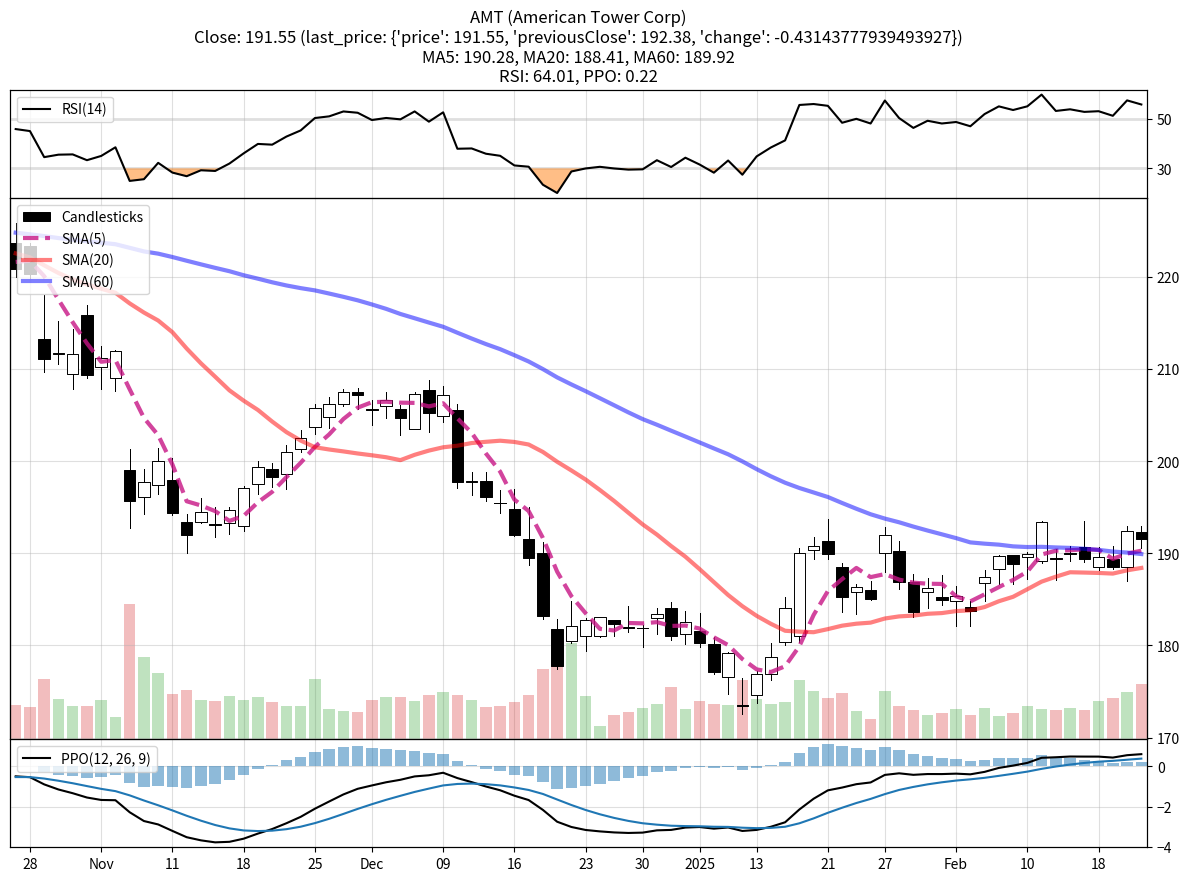 AMT (American Tower Corp)
Close: 191.55 (last_price: {'price': 191.55, 'previousClose': 192.38, 'change': -0.43143777939493927})
MA5: 190.28, MA20: 188.41, MA60: 189.92
RSI: 64.01, PPO: 0.22
RSI(14)
50
30
Candlesticks
SMA(5)
SMA(20)
SMA(60)
220
210
200
190
180
170
PPO(12, 26, 9)
0
−2
−4
28 Nov 11 18 25 Dec 09 16 23 30 2025 13 21 27 Feb 10 18